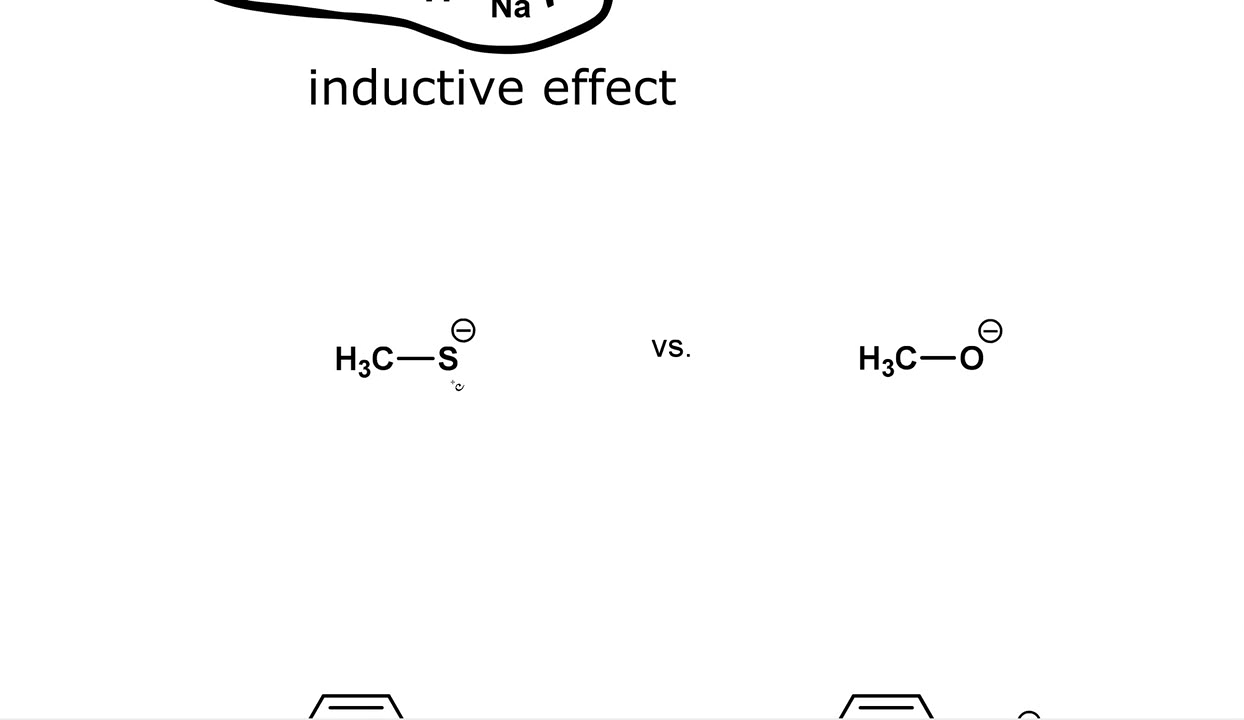 Na
inductive effect
H₃C—S⊖
vs.
H₃C—O⊖